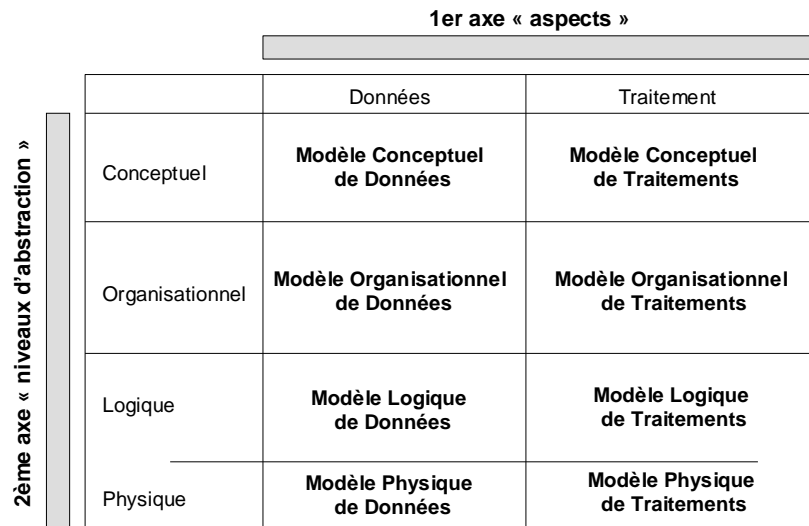 1er axe « aspects »
2ème axe « niveaux d'abstraction »
Données
Traitement
Conceptuel
Modèle Conceptuel
de Données
Modèle Conceptuel
de Traitements
Organisationnel
Modèle Organisationnel
de Données
Modèle Organisationnel
de Traitements
Logique
Modèle Logique
de Données
Modèle Logique
de Traitements
Physique
Modèle Physique
de Données
Modèle Physique
de Traitements